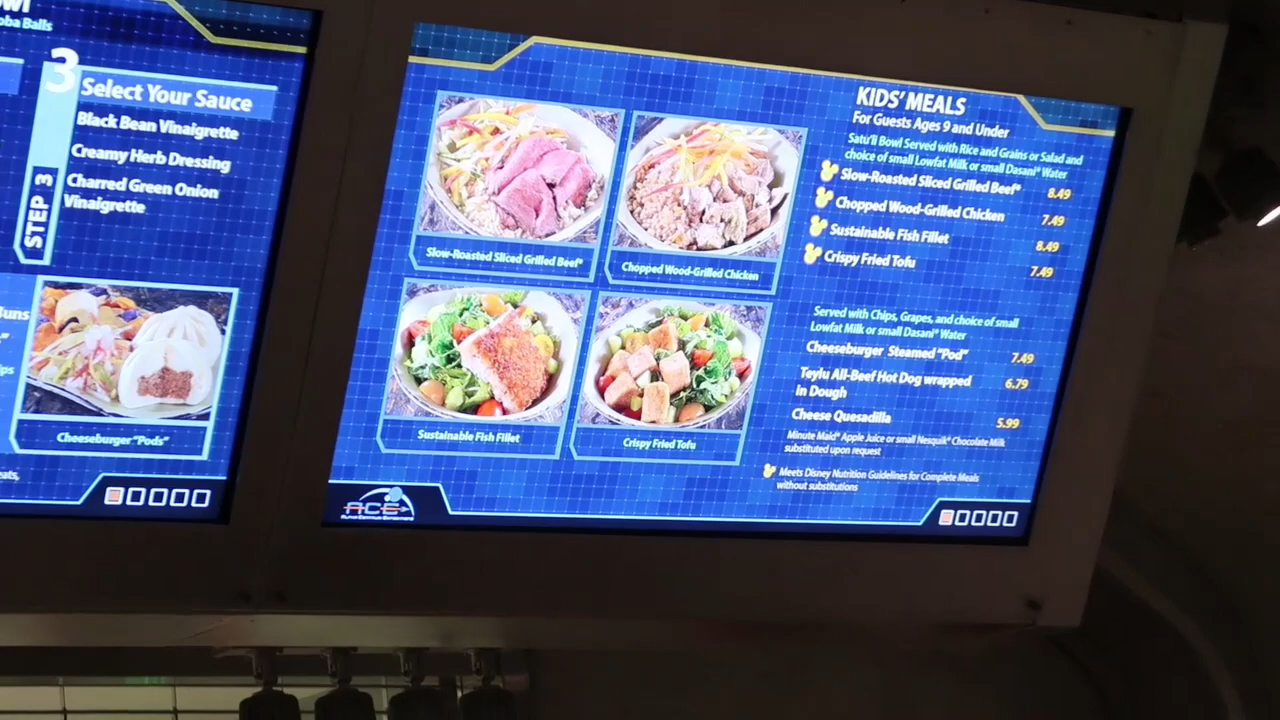 oba Balls
3
Select Your Sauce
Black Bean Vinaigrette
Creamy Herb Dressing
Charred Green Onion
Vinaigrette
STEP 3
Buns
Cheeseburger "Pods"
Slow-Roasted Sliced Grilled Beef*
Chopped Wood-Grilled Chicken
Sustainable Fish Fillet
Crispy Fried Tofu
ACE
KIDS' MEALS
For Guests Ages 9 and Under
Satu'li Bowl Served with Rice and Grains or Salad and
choice of small Lowfat Milk or small Dasani® Water
Slow-Roasted Sliced Grilled Beef* 8.49
Chopped Wood-Grilled Chicken 7.49
Sustainable Fish Fillet 8.49
Crispy Fried Tofu 7.49
Served with Chips, Grapes, and choice of small
Lowfat Milk or small Dasani® Water
Cheeseburger Steamed "Pod" 7.49
Teylu All-Beef Hot Dog wrapped
in Dough 6.79
Cheese Quesadilla 5.99
Minute Maid® Apple Juice or small Nesquik® Chocolate Milk
substituted upon request
Meets Disney Nutrition Guidelines for Complete Meals
without substitutions